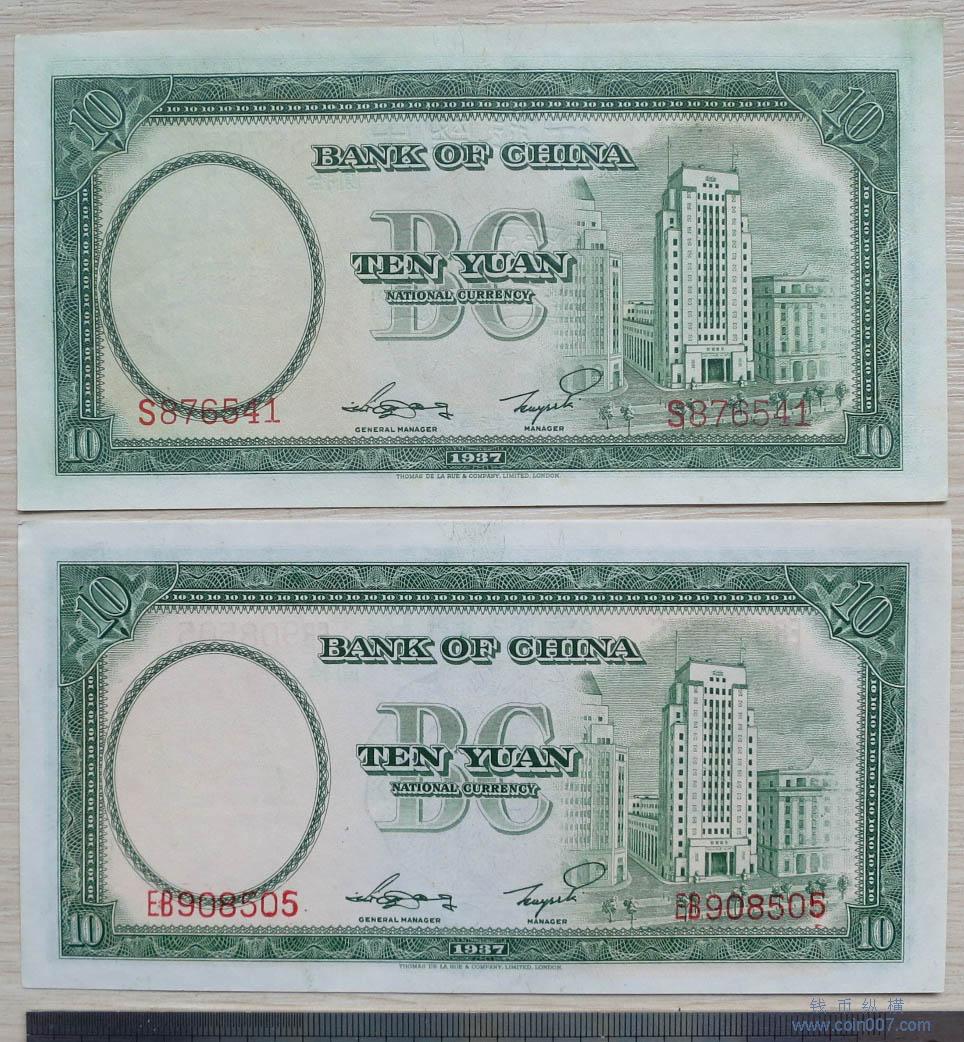 10 10
BANK OF CHINA
BC
TEN YUAN
NATIONAL CURRENCY
S876541 S876541
GENERAL MANAGER MANAGER
10 10
1937
THOMAS DE LA RUE & COMPANY, LIMITED, LONDON.
10 10
BANK OF CHINA
BC
TEN YUAN
NATIONAL CURRENCY
EB908505 EB908505
GENERAL MANAGER MANAGER
10 10
1937
THOMAS DE LA RUE & COMPANY, LIMITED, LONDON.
钱币纵横
www.coin007.com